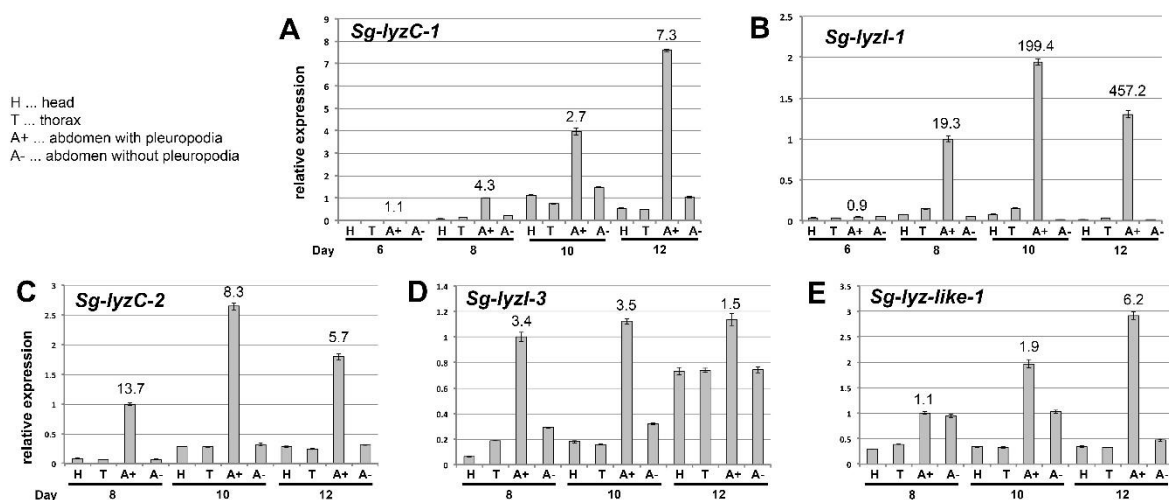 H ... head
T ... thorax
A+ ... abdomen with pleuropodia
A- ... abdomen without pleuropodia
A
Sg-lyzC-1
relative expression
9
8
7
6
5
4
3
2
1
0
1.1
4.3
2.7
7.3
H T A+ A- H T A+ A- H T A+ A- H T A+ A-
Day 6 8 10 12
B
Sg-lyzI-1
2.5
2
1.5
1
0.5
0
0.9
19.3
199.4
457.2
H T A+ A- H T A+ A- H T A+ A- H T A+ A-
6 8 10 12
C
Sg-lyzC-2
relative expression
3
2.5
2
1.5
1
0.5
0
13.7
8.3
5.7
H T A+ A- H T A+ A- H T A+ A-
Day 8 10 12
D
Sg-lyzI-3
1.4
1.2
1
0.8
0.6
0.4
0.2
0
3.4
3.5
1.5
H T A+ A- H T A+ A- H T A+ A-
8 10 12
E
Sg-lyz-like-1
3.5
3
2.5
2
1.5
1
0.5
0
1.1
1.9
6.2
H T A+ A- H T A+ A- H T A+ A-
8 10 12